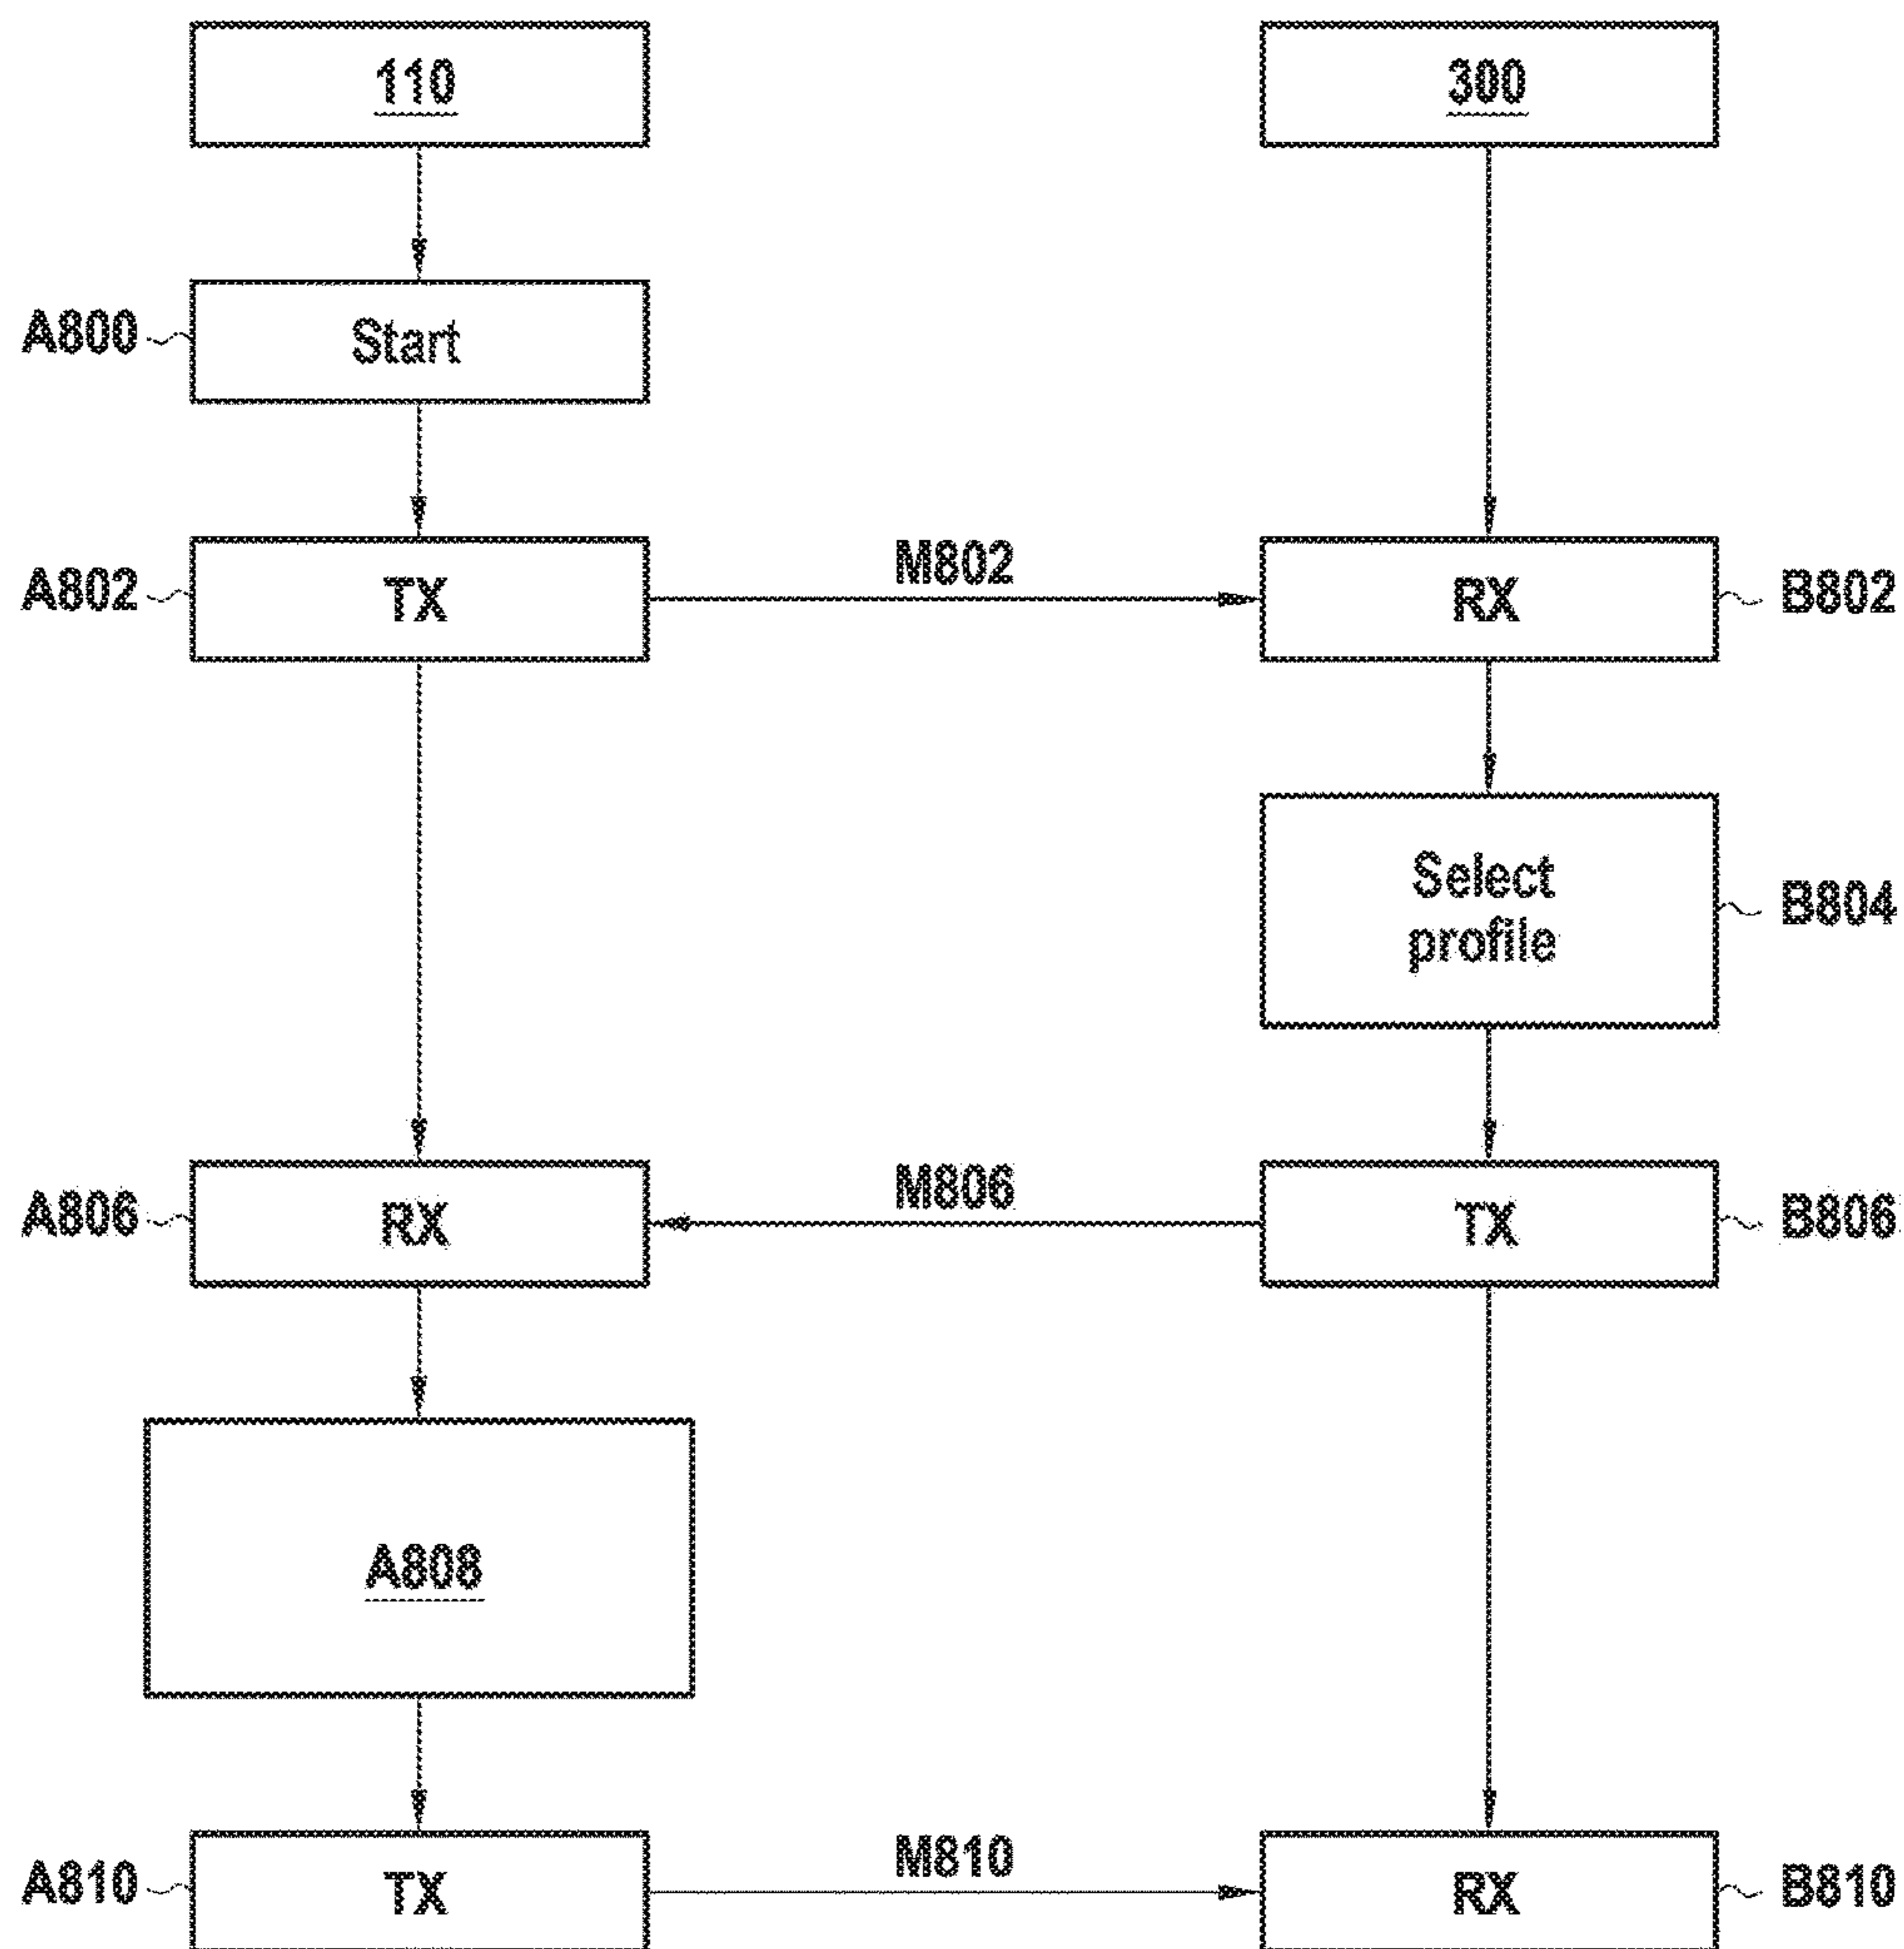 110
300
A800
Start
A802
TX
M802
RX
B802
Select
profile
B804
A806
RX
M806
TX
B806
A808
A810
TX
M810
RX
B810